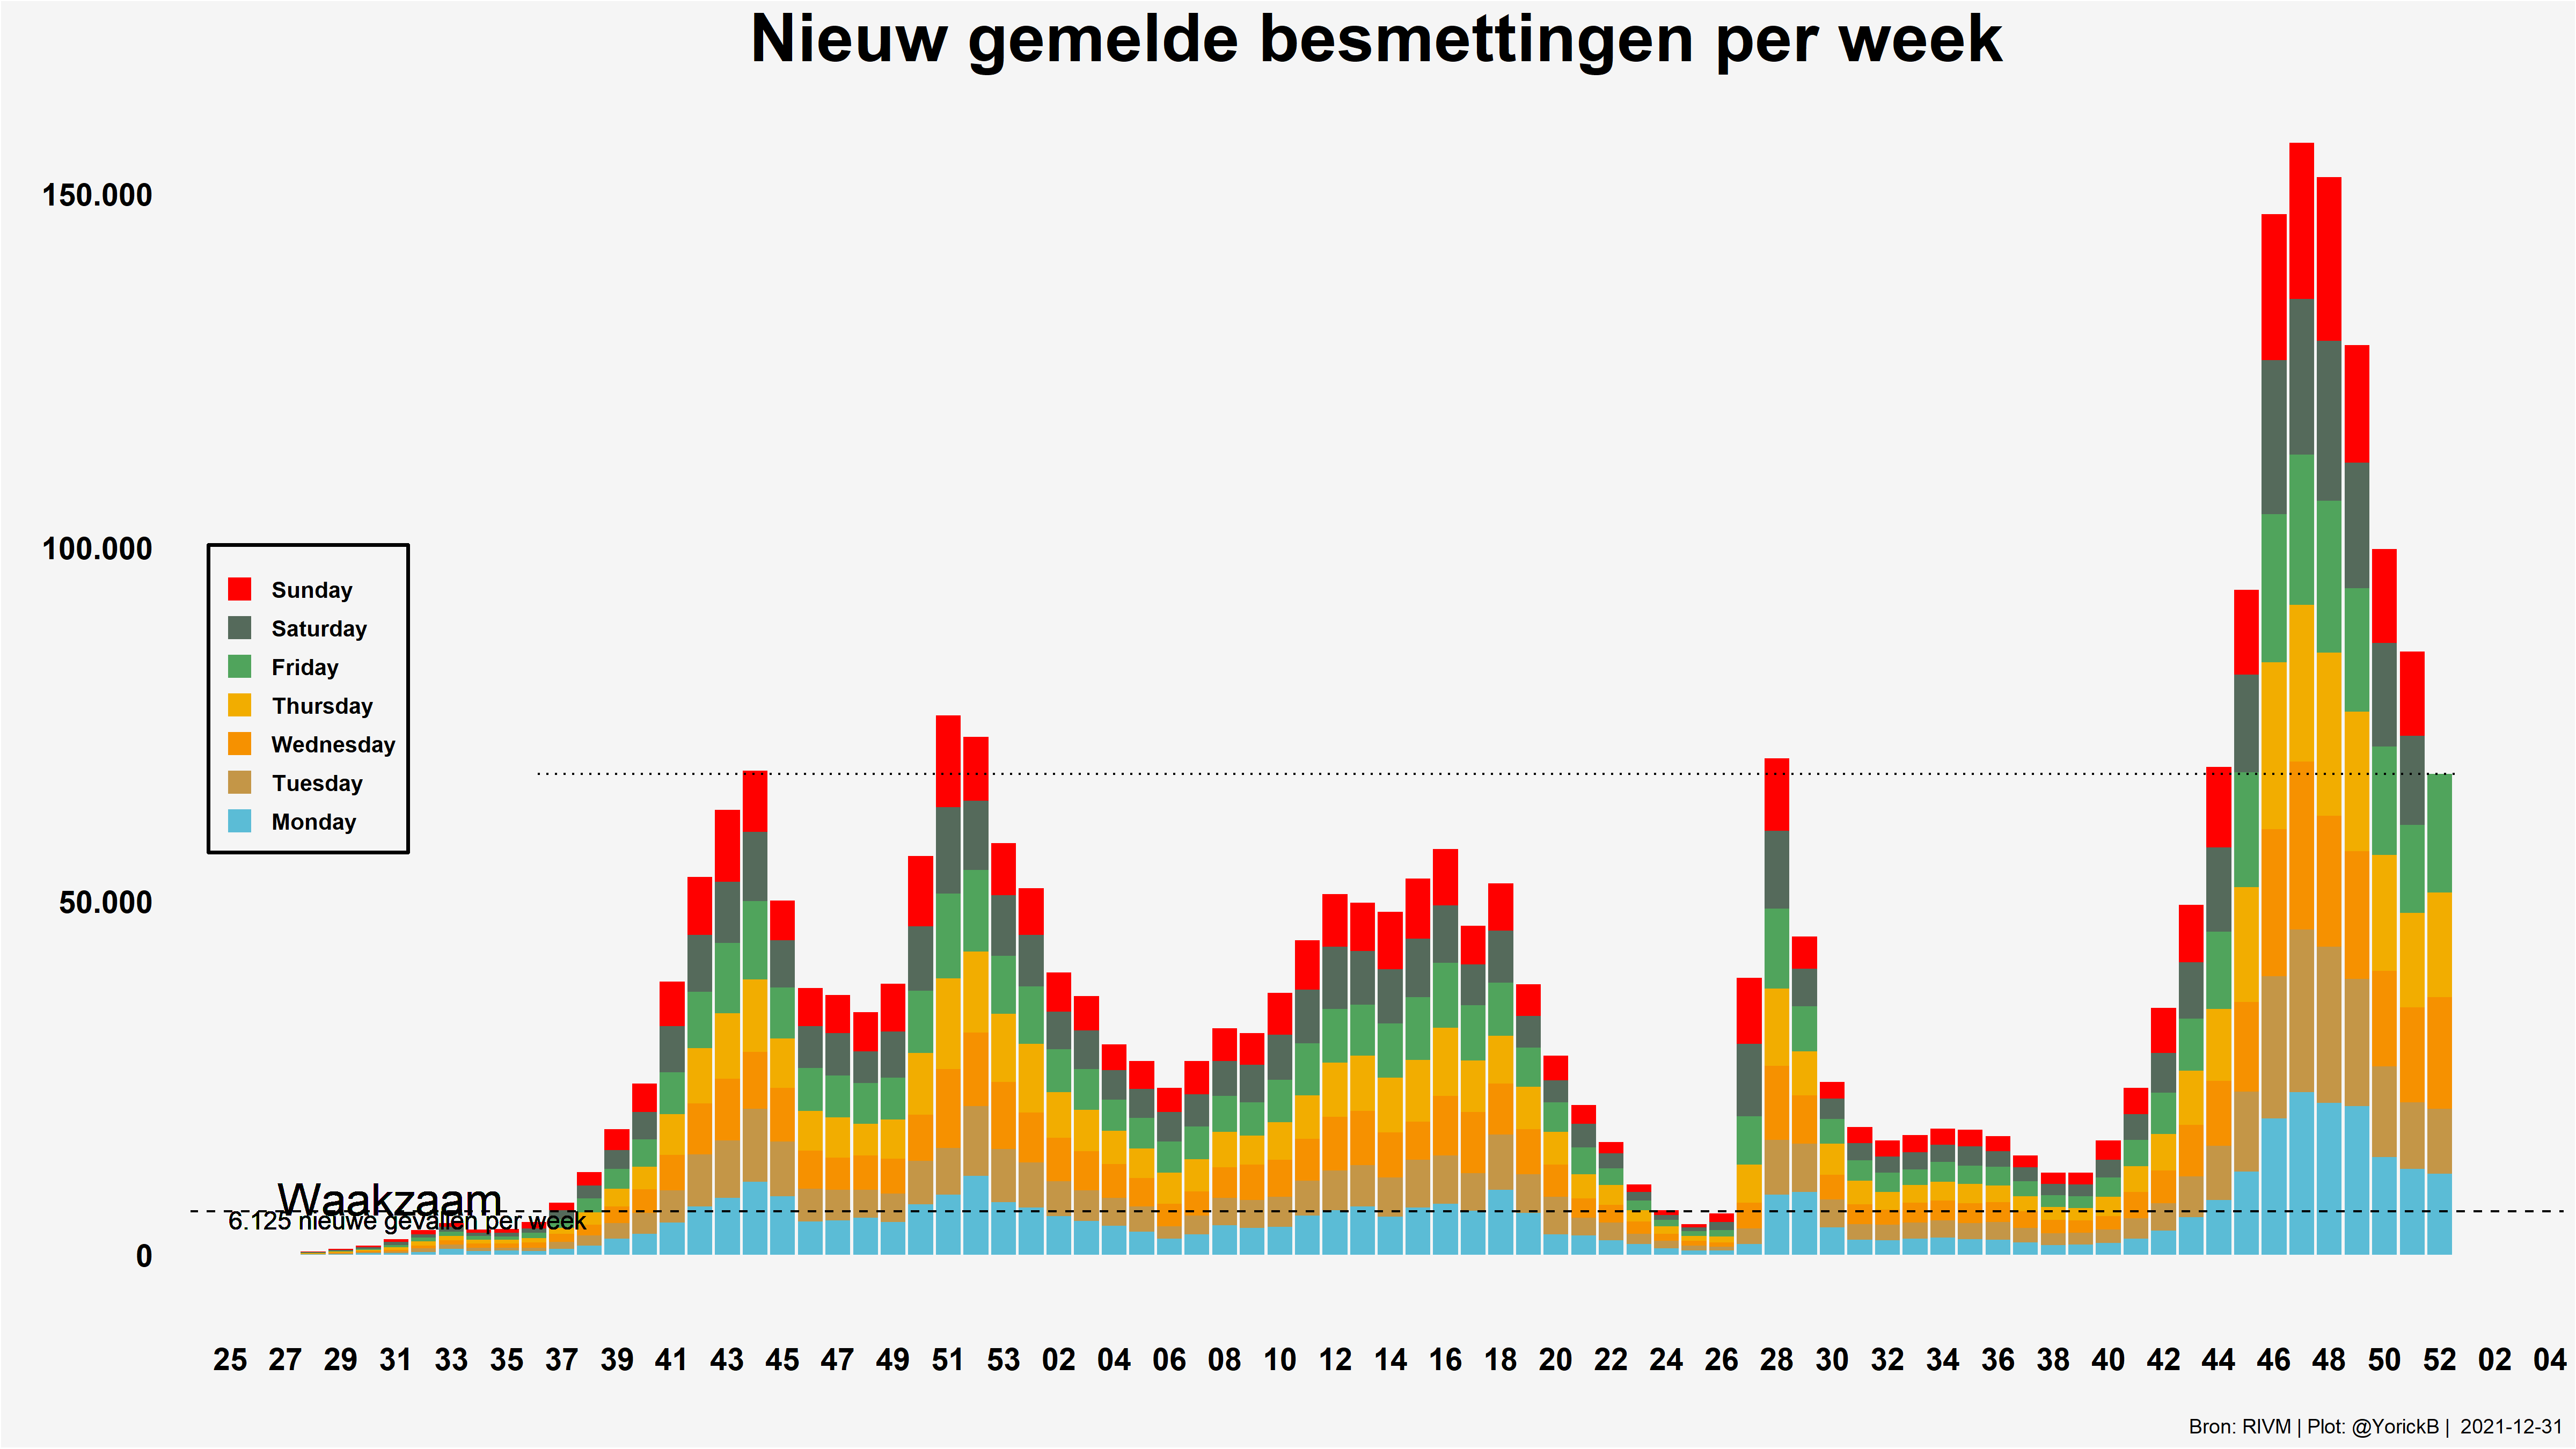 Nieuw gemelde besmettingen per week
150.000
100.000
50.000
0
Sunday
Saturday
Friday
Thursday
Wednesday
Tuesday
Monday
Waakzaam
6.125 nieuwe gevallen per week
25 27 29 31 33 35 37 39 41 43 45 47 49 51 53 02 04 06 08 10 12 14 16 18 20 22 24 26 28 30 32 34 36 38 40 42 44 46 48 50 52 02 04
Bron: RIVM | Plot: @YorickB | 2021-12-31